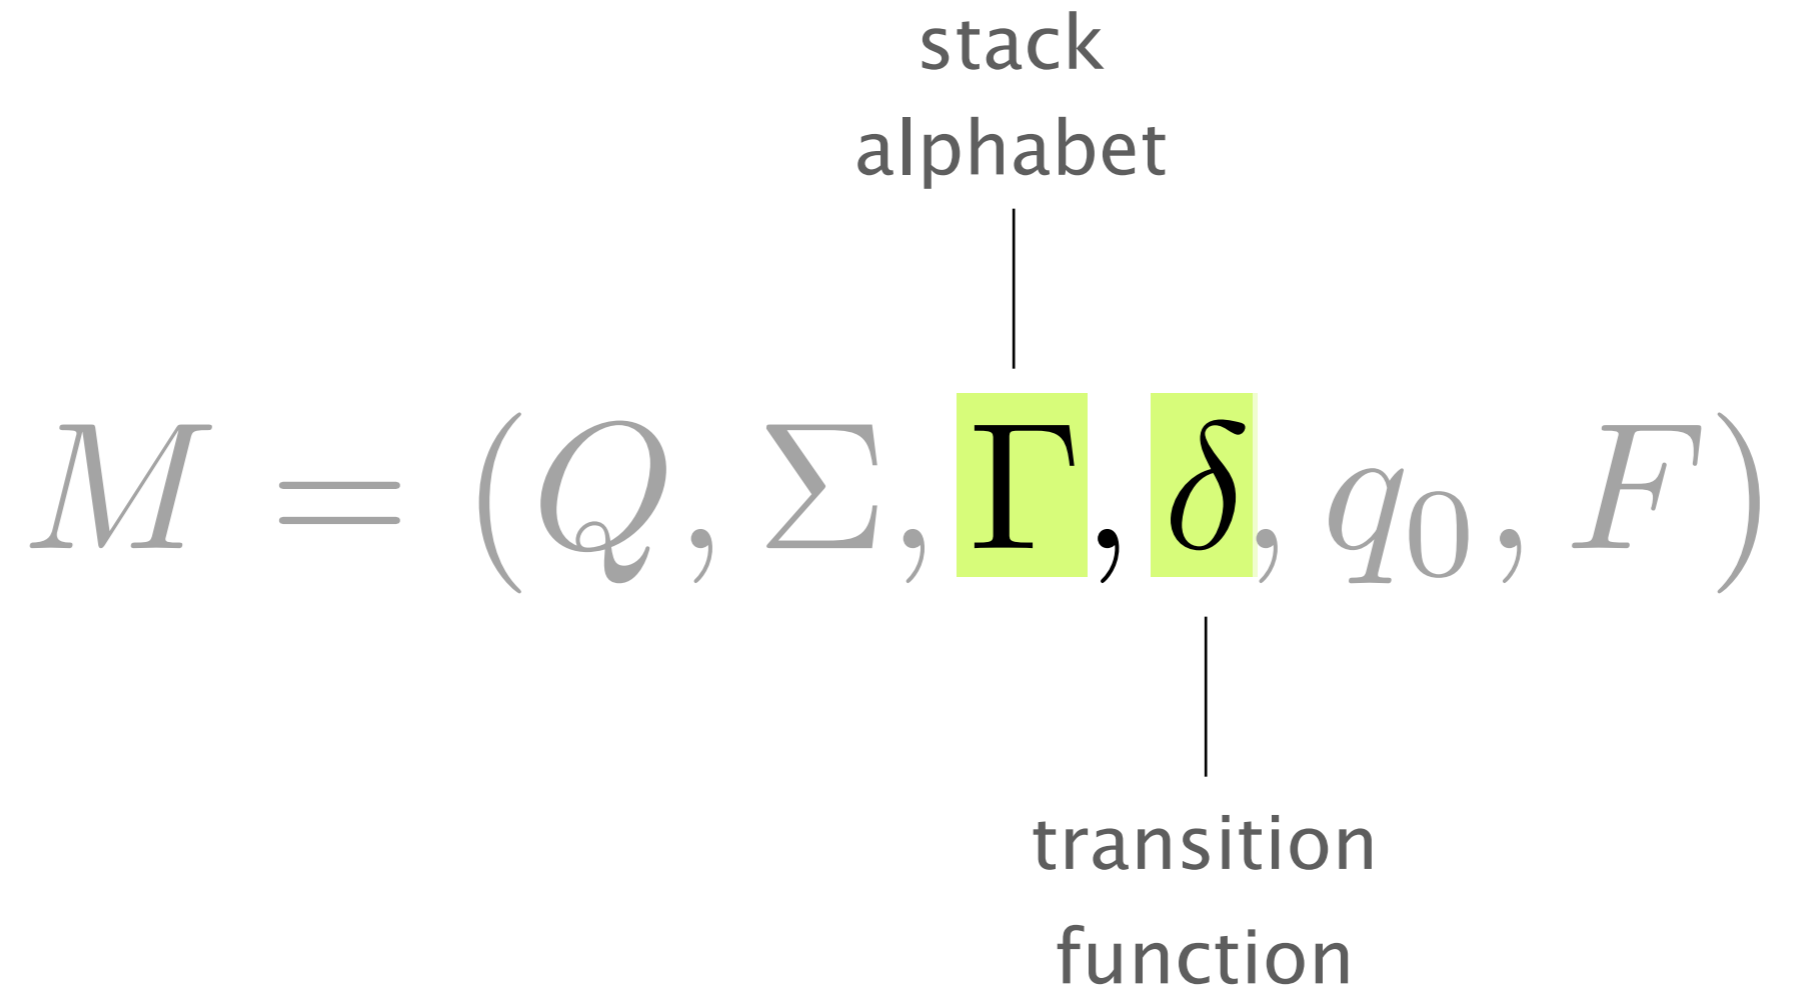 stack
alphabet
M = (Q, Σ, Γ, δ, q₀, F)
transition
function